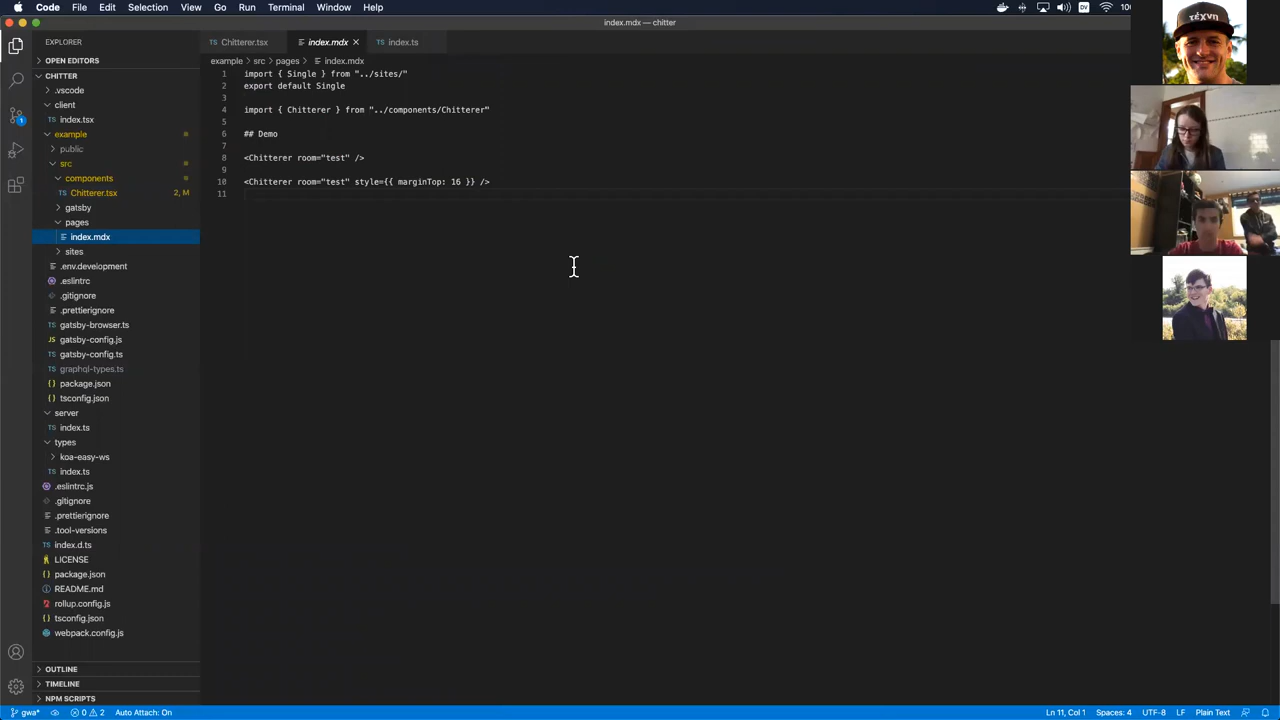 Code File Edit Selection View Go Run Terminal Window Help
DV
index.mdx — chitter
EXPLORER
OPEN EDITORS
CHITTER
.vscode
client
index.tsx
example
public
src
components
Chitterer.tsx 2, M
gatsby
pages
index.mdx
sites
.env.development
.eslintrc
.gitignore
.prettierignore
gatsby-browser.ts
gatsby-config.js
gatsby-config.ts
graphql-types.ts
package.json
tsconfig.json
server
index.ts
types
koa-easy-ws
index.ts
.eslintrc.js
.gitignore
.prettierignore
.tool-versions
index.d.ts
LICENSE
package.json
README.md
rollup.config.js
tsconfig.json
webpack.config.js
OUTLINE
TIMELINE
NPM SCRIPTS
Chitterer.tsx index.mdx index.ts
example > src > pages > index.mdx
1 import { Single } from "../sites/"
2 export default Single
3
4 import { Chitterer } from "../components/Chitterer"
5
6 ## Demo
7
8 <Chitterer room="test" />
9
10 <Chitterer room="test" style={{ marginTop: 16 }} />
11
gwa* 0 2 Auto Attach: On Ln 11, Col 1 Spaces: 4 UTF-8 LF Plain Text